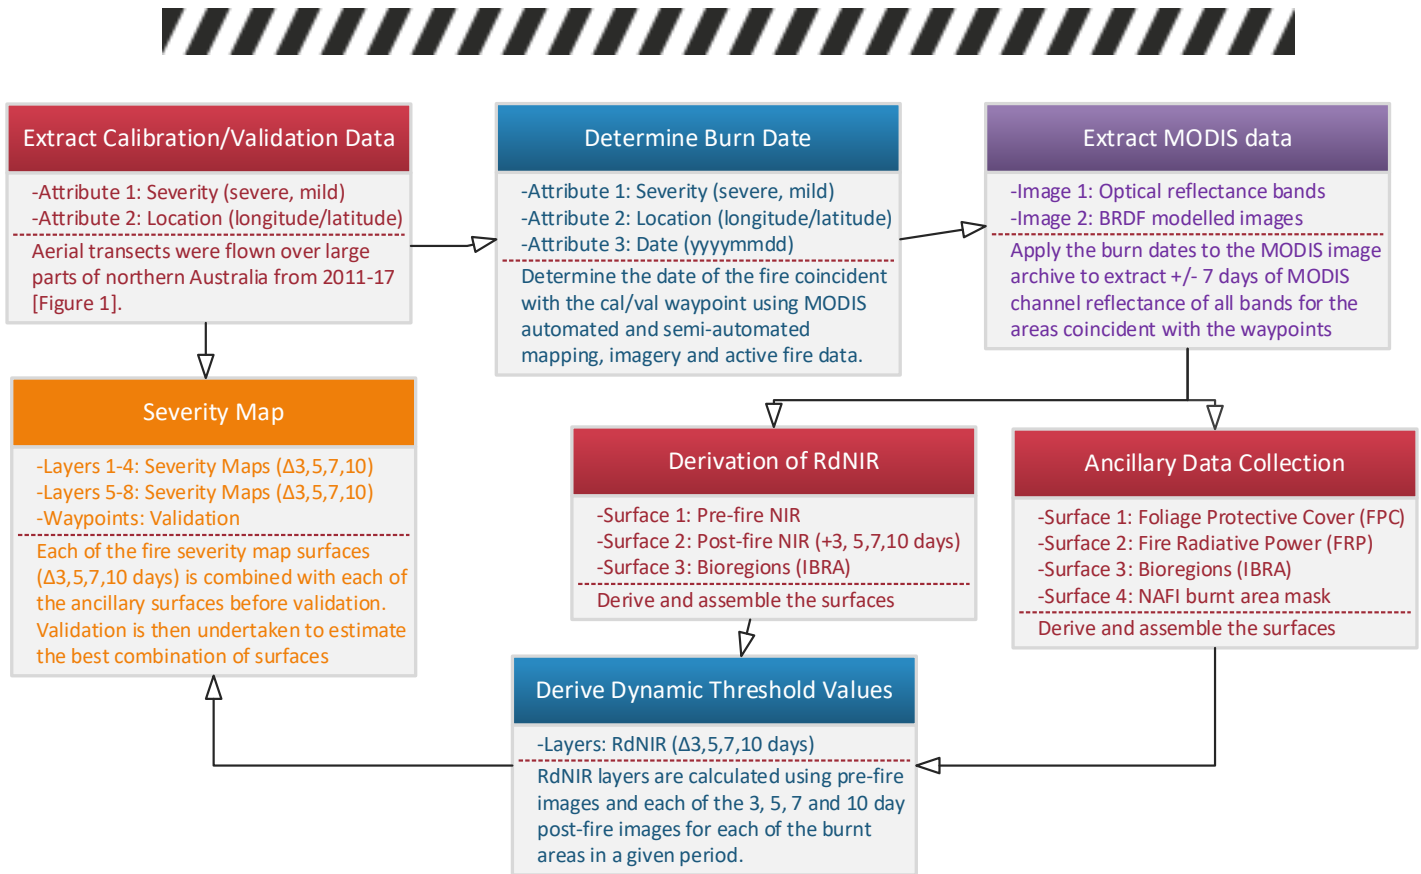 Extract Calibration/Validation Data
-Attribute 1: Severity (severe, mild)
-Attribute 2: Location (longitude/latitude)
Aerial transects were flown over large
parts of northern Australia from 2011-17
[Figure 1].
Determine Burn Date
-Attribute 1: Severity (severe, mild)
-Attribute 2: Location (longitude/latitude)
-Attribute 3: Date (yyyymmdd)
Determine the date of the fire coincident
with the cal/val waypoint using MODIS
automated and semi-automated
mapping, imagery and active fire data.
Extract MODIS data
-Image 1: Optical reflectance bands
-Image 2: BRDF modelled images
Apply the burn dates to the MODIS image
archive to extract +/- 7 days of MODIS
channel reflectance of all bands for the
areas coincident with the waypoints
Severity Map
-Layers 1-4: Severity Maps (Δ3,5,7,10)
-Layers 5-8: Severity Maps (Δ3,5,7,10)
-Waypoints: Validation
Each of the fire severity map surfaces
(Δ3,5,7,10 days) is combined with each of
the ancillary surfaces before validation.
Validation is then undertaken to estimate
the best combination of surfaces
Derivation of RdNIR
-Surface 1: Pre-fire NIR
-Surface 2: Post-fire NIR (+3, 5,7,10 days)
-Surface 3: Bioregions (IBRA)
Derive and assemble the surfaces
Ancillary Data Collection
-Surface 1: Foliage Protective Cover (FPC)
-Surface 2: Fire Radiative Power (FRP)
-Surface 3: Bioregions (IBRA)
-Surface 4: NAFI burnt area mask
Derive and assemble the surfaces
Derive Dynamic Threshold Values
-Layers: RdNIR (Δ3,5,7,10 days)
RdNIR layers are calculated using pre-fire
images and each of the 3, 5, 7 and 10 day
post-fire images for each of the burnt
areas in a given period.